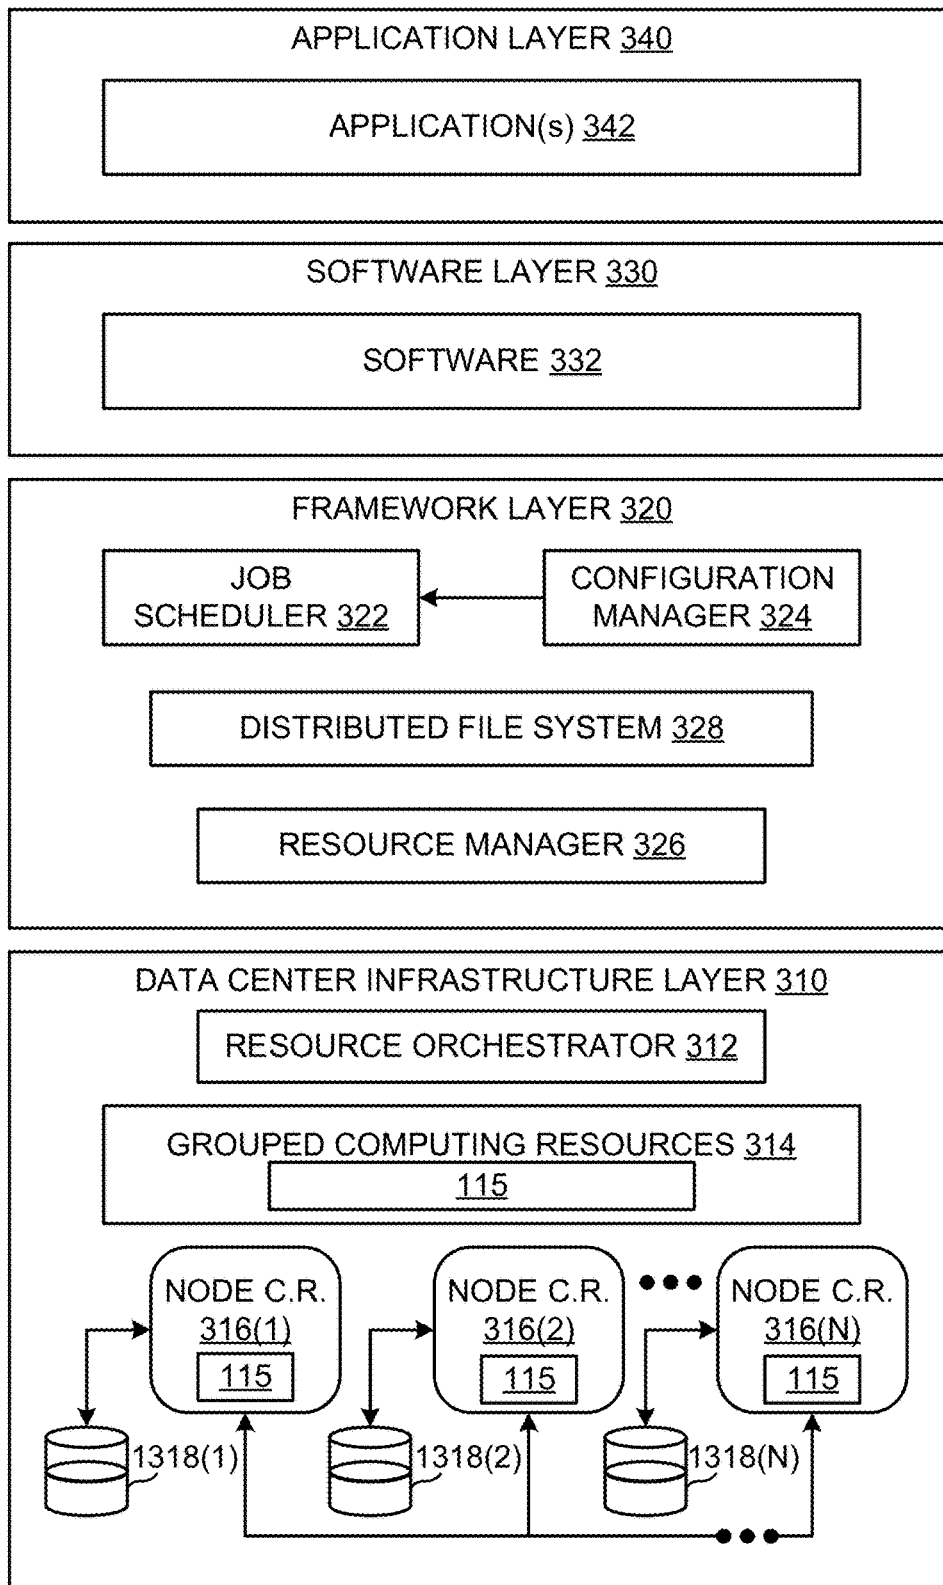 APPLICATION LAYER 340
APPLICATION(s) 342
SOFTWARE LAYER 330
SOFTWARE 332
FRAMEWORK LAYER 320
JOB
SCHEDULER 322
CONFIGURATION
MANAGER 324
DISTRIBUTED FILE SYSTEM 328
RESOURCE MANAGER 326
DATA CENTER INFRASTRUCTURE LAYER 310
RESOURCE ORCHESTRATOR 312
GROUPED COMPUTING RESOURCES 314
115
NODE C.R.
316(1)
115
NODE C.R.
316(2)
115
NODE C.R.
316(N)
115
1318(1)
1318(2)
1318(N)